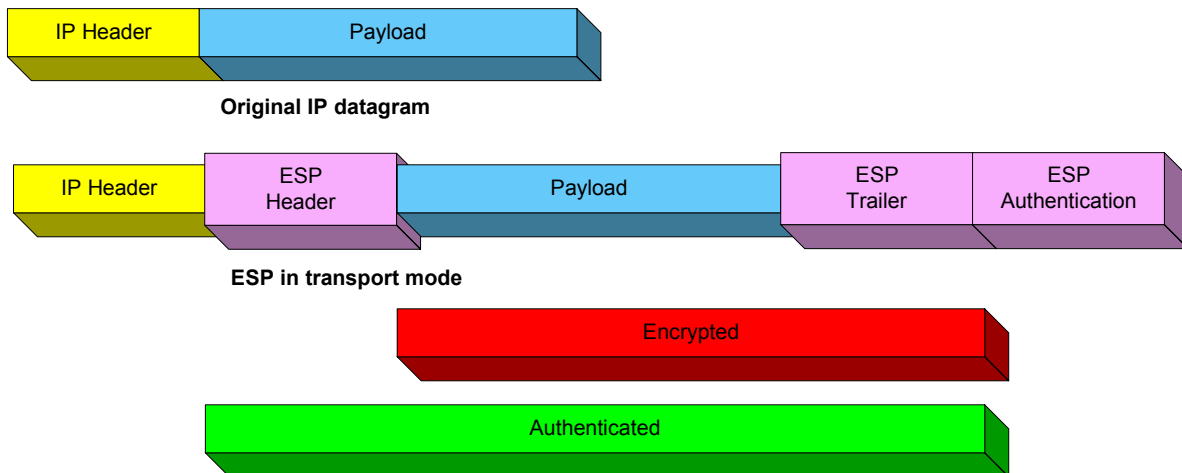 IP Header Payload
Original IP datagram
IP Header ESP Header Payload ESP Trailer ESP Authentication
ESP in transport mode
Encrypted
Authenticated